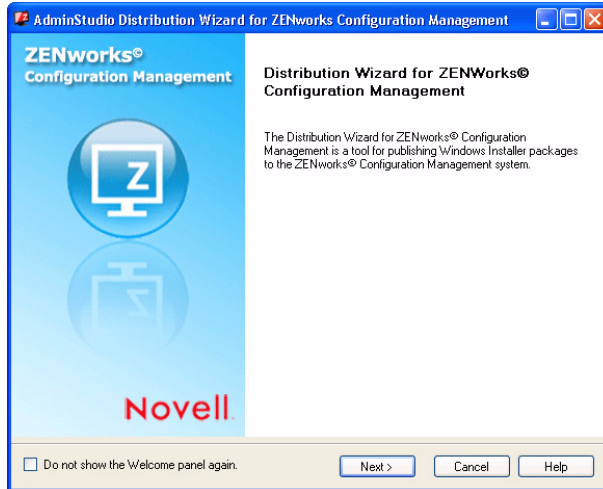 AdminStudio Distribution Wizard for ZENworks Configuration Management
ZENworks©
Configuration Management
Z
Novell.
Distribution Wizard for ZENWorks©
Configuration Management
The Distribution Wizard for ZENworks© Configuration
Management is a tool for publishing Windows Installer packages
to the ZENworks© Configuration Management system.
Do not show the Welcome panel again.
Next >
Cancel
Help